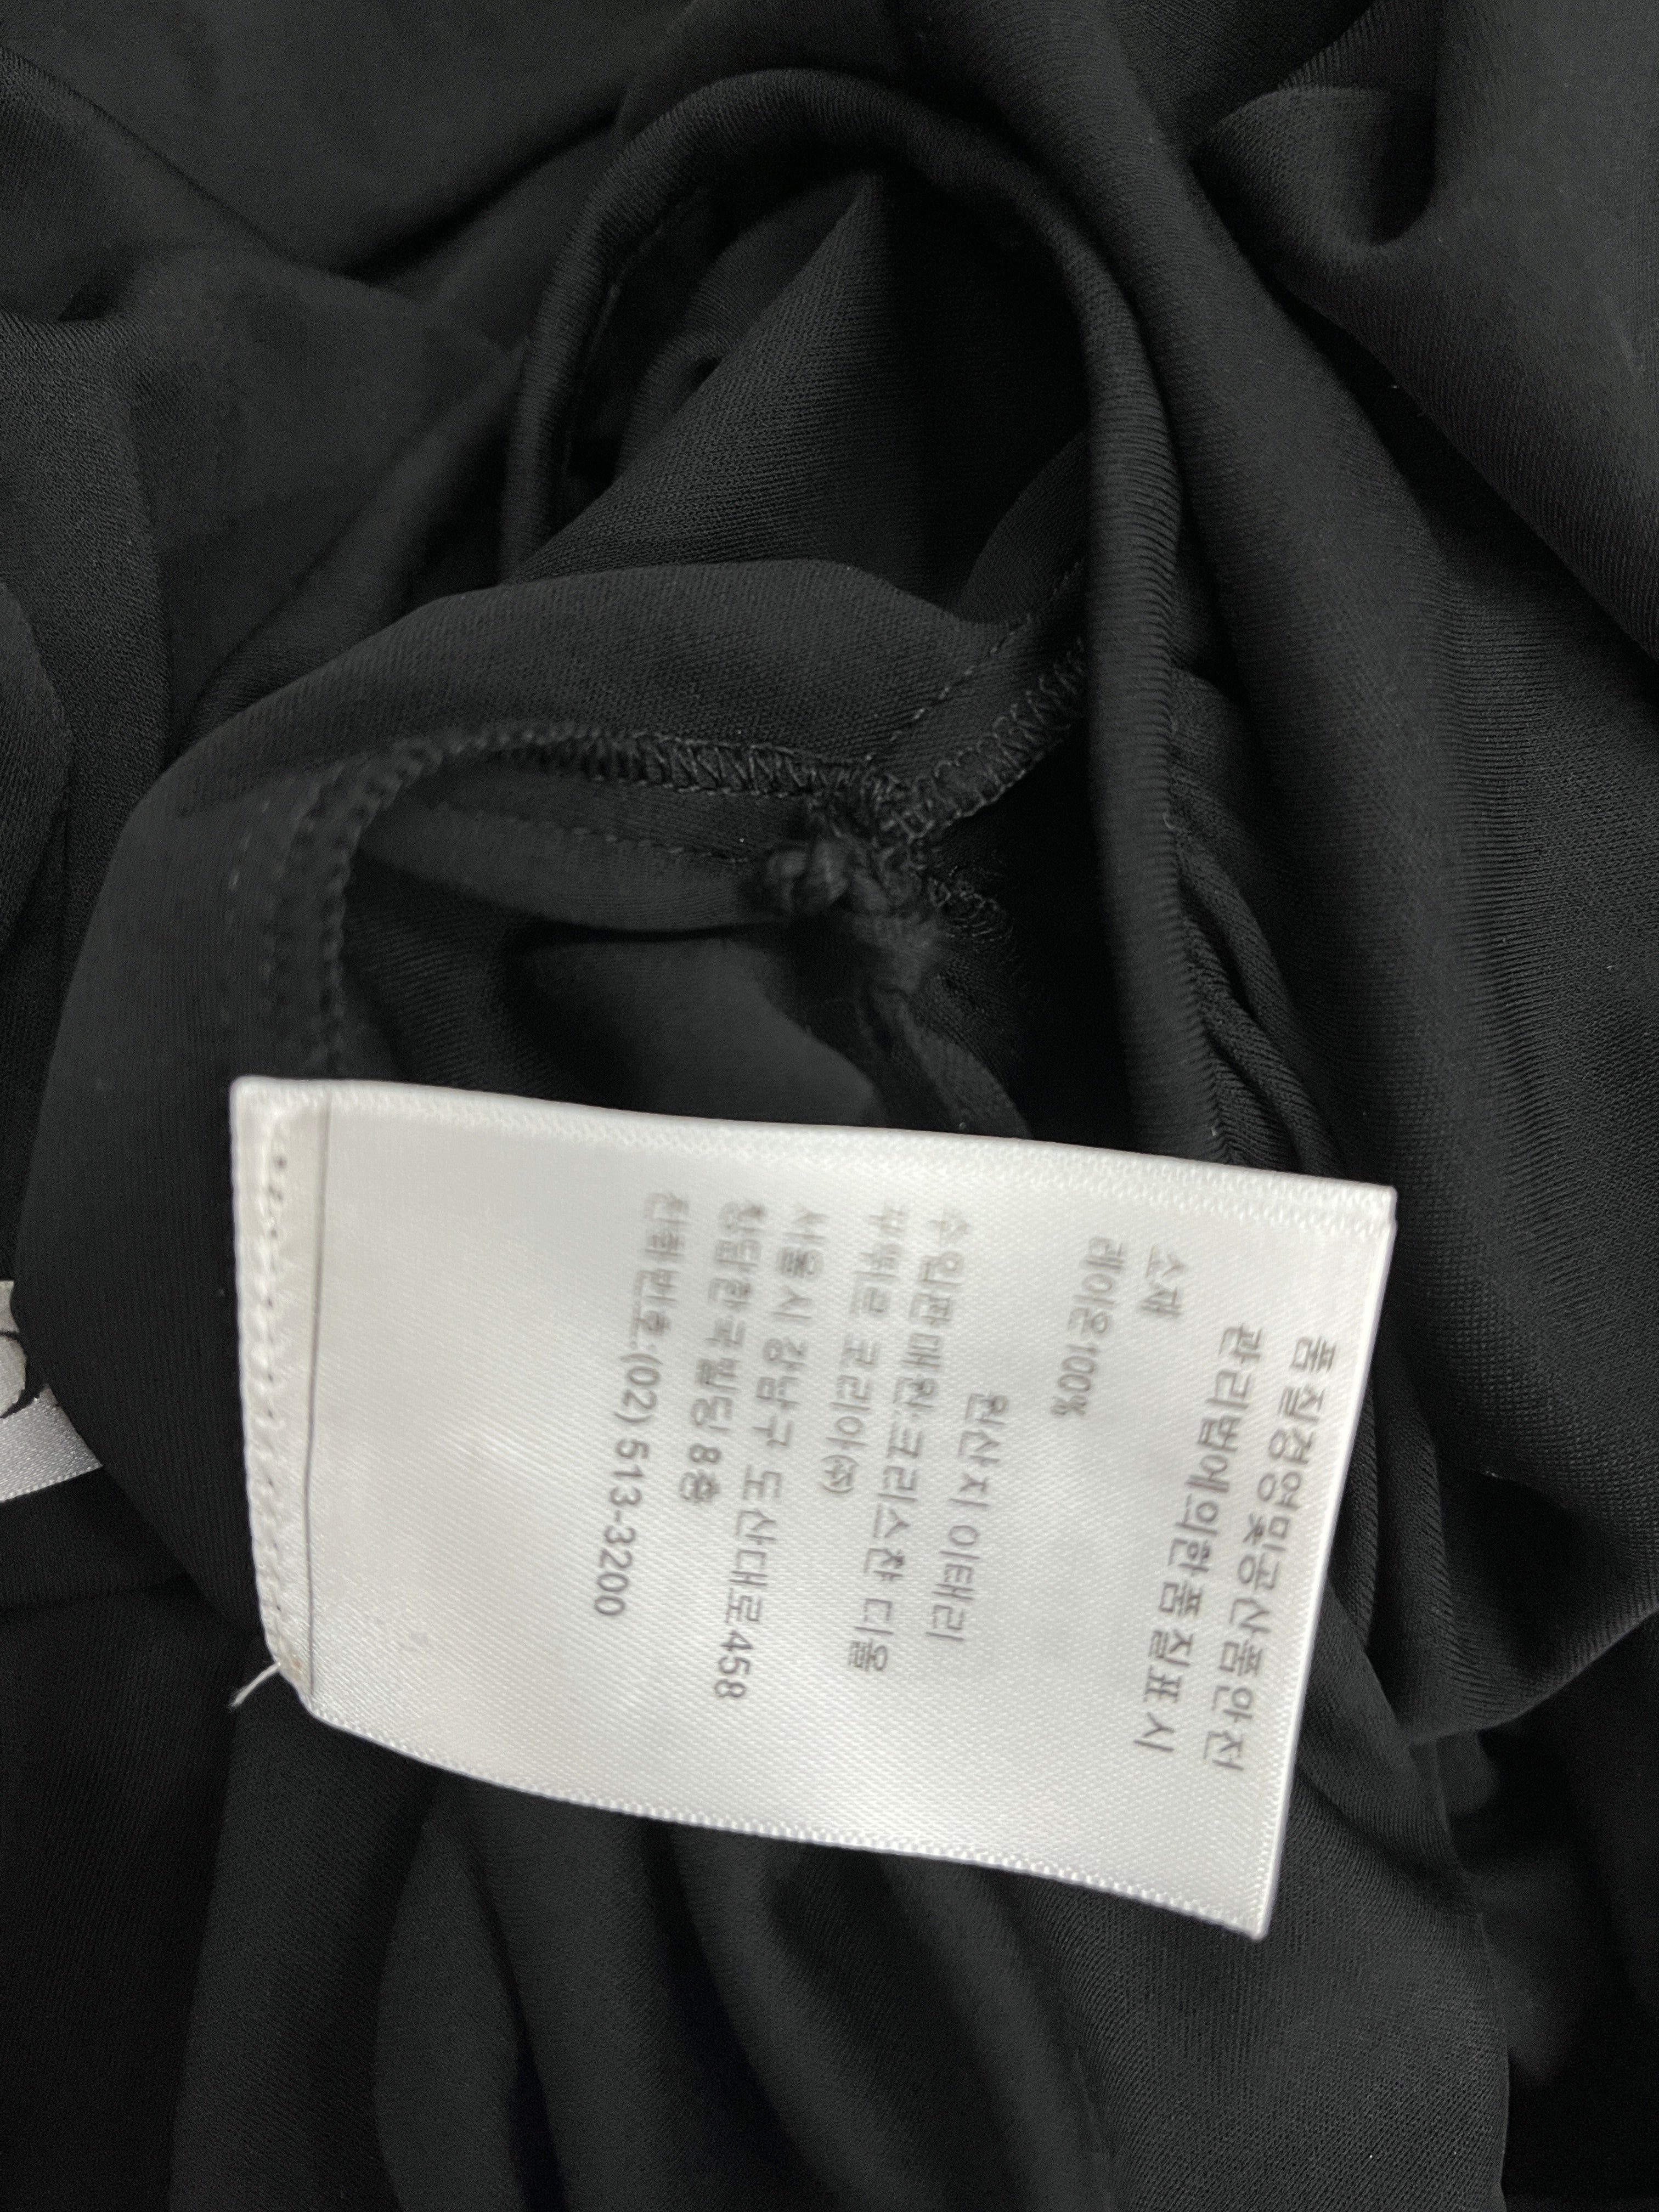 품질경영및공산품안전
관리법에의한품질표시
소재
레이온100%
원산지 이태리
수입판매원:크리스챤 디올
꾸뛰르 코리아(주)
서울시 강남구 도산대로458
청담한국빌딩 8층
전화번호:(02) 513-3200